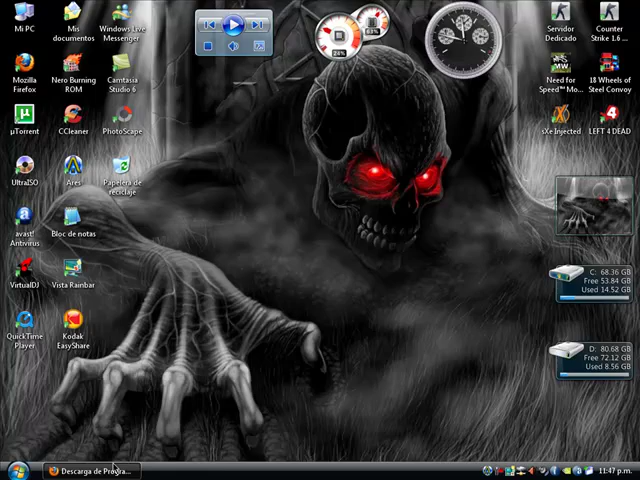 Mi PC
Mis
documentos
Windows Live
Messenger
Mozilla
Firefox
Nero Burning
ROM
Camtasia
Studio 6
µTorrent
CCleaner
PhotoScape
UltraISO
Ares
Papelera de
reciclaje
avast!
Antivirus
Bloc de notas
VirtualDJ
Vista Rainbar
QuickTime
Player
Kodak
EasyShare
24%
Servidor
Dedicado
Counter
Strike 1.6 ...
Need for
Speed™ Mo...
18 Wheels of
Steel Convoy
sXe Injected
LEFT 4 DEAD
C: 68.36 GB
Free 53.84 GB
Used 14.52 GB
D: 80.68 GB
Free 72.12 GB
Used 8.56 GB
Descarga de Progra...
11:47 p.m.